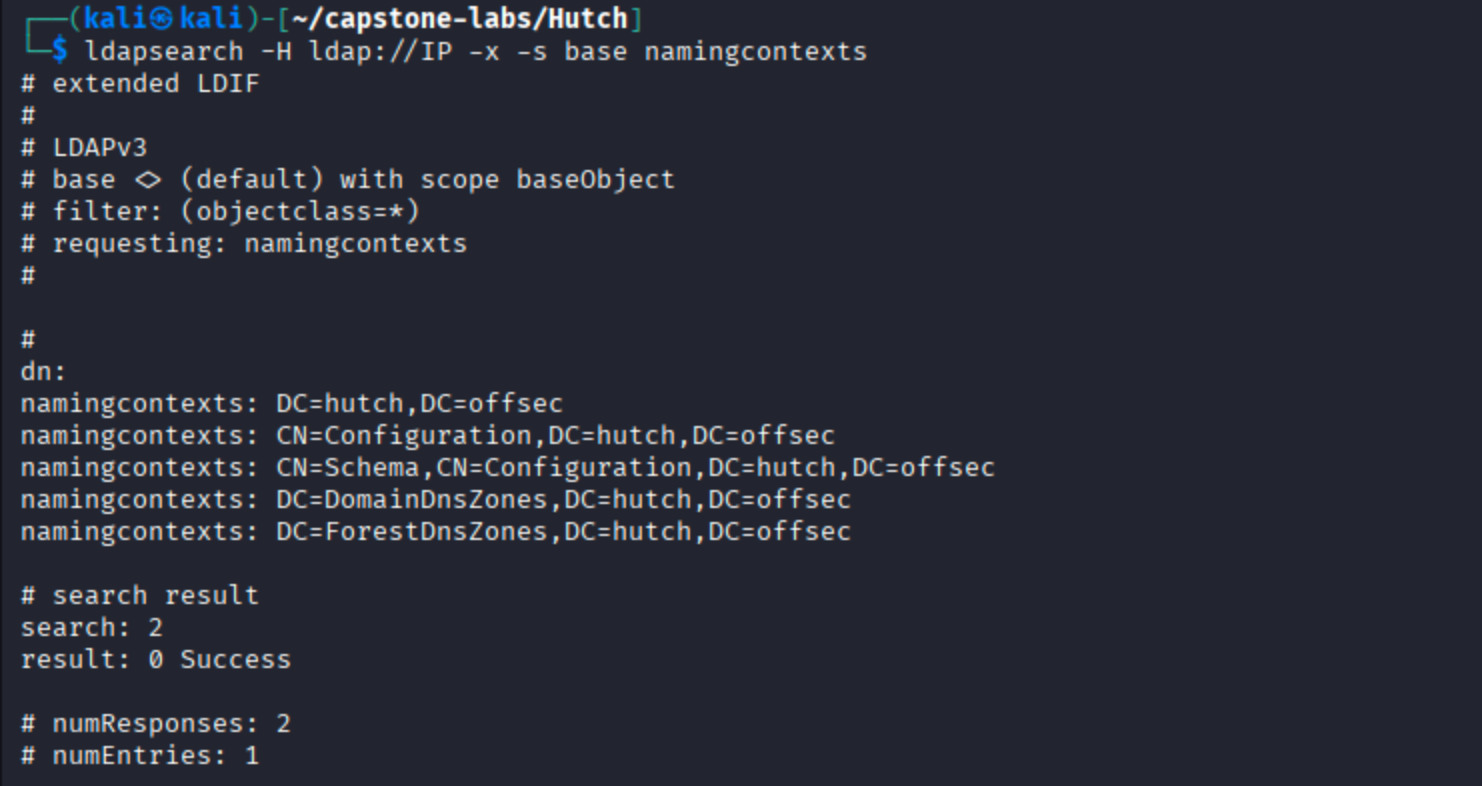 ┌──(kali㉿kali)-[~/capstone-labs/Hutch]
└─$ ldapsearch -H ldap://IP -x -s base namingcontexts
# extended LDIF
#
# LDAPv3
# base <> (default) with scope baseObject
# filter: (objectclass=*)
# requesting: namingcontexts
#

#
dn:
namingcontexts: DC=hutch,DC=offsec
namingcontexts: CN=Configuration,DC=hutch,DC=offsec
namingcontexts: CN=Schema,CN=Configuration,DC=hutch,DC=offsec
namingcontexts: DC=DomainDnsZones,DC=hutch,DC=offsec
namingcontexts: DC=ForestDnsZones,DC=hutch,DC=offsec

# search result
search: 2
result: 0 Success

# numResponses: 2
# numEntries: 1